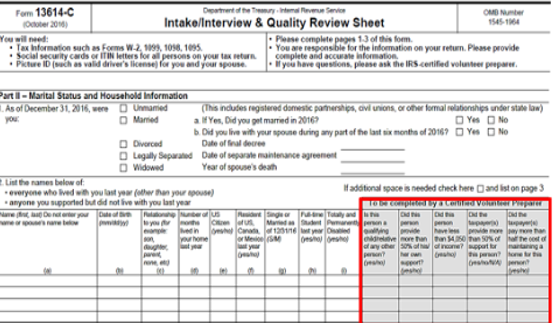 Form 13614-C
(October 2016)
Department of the Treasury - Internal Revenue Service
Intake/Interview & Quality Review Sheet
OMB Number
1545-1964
You will need:
• Tax Information such as Forms W-2, 1099, 1098, 1095.
• Social security cards or ITIN letters for all persons on your tax return.
• Picture ID (such as valid driver's license) for you and your spouse.
• Please complete pages 1-3 of this form.
• You are responsible for the information on your return. Please provide
complete and accurate information.
• If you have questions, please ask the IRS-certified volunteer preparer.
Part II – Marital Status and Household Information
. As of December 31, 2016, were
you:
Unmarried
(This includes registered domestic partnerships, civil unions, or other formal relationships under state law)
Married
a. If Yes, Did you get married in 2016?
Yes
No
b. Did you live with your spouse during any part of the last six months of 2016?
Yes
No
Divorced
Date of final decree
Legally Separated
Date of separate maintenance agreement
Widowed
Year of spouse's death
. List the names below of:
• everyone who lived with you last year (other than your spouse)
• anyone you supported but did not live with you last year
If additional space is needed check here
and list on page 3
To be completed by a Certified Volunteer Preparer
Name (first, last) Do not enter your
name or spouse's name below
(a)
Date of Birth
(mm/dd/yy)
(b)
Relationship
to you (for
example:
son,
daughter,
parent,
none, etc)
(c)
Number of
months
lived in
your home
last year
(d)
US
Citizen
(yes/no)
(e)
Resident
of US,
Canada,
or Mexico
last year
(yes/no)
(f)
Single or
Married as
of 12/31/16
(S/M)
(g)
Full-time
Student
last year
(yes/no)
(h)
Totally and
Permanently
Disabled
(yes/no)
(i)
Is this
person a
qualifying
child/relative
of any other
person?
(yes/no)
Did this
person
provide
more than
50% of his/
her own
support?
(yes/no)
Did this
person
have less
than $4,050
of income?
(yes/no)
Did the
taxpayer(s)
provide more
than 50% of
support for
this person?
(yes/no/N/A)
Did the
taxpayer(s)
pay more than
half the cost of
maintaining a
home for this
person?
(yes/no)